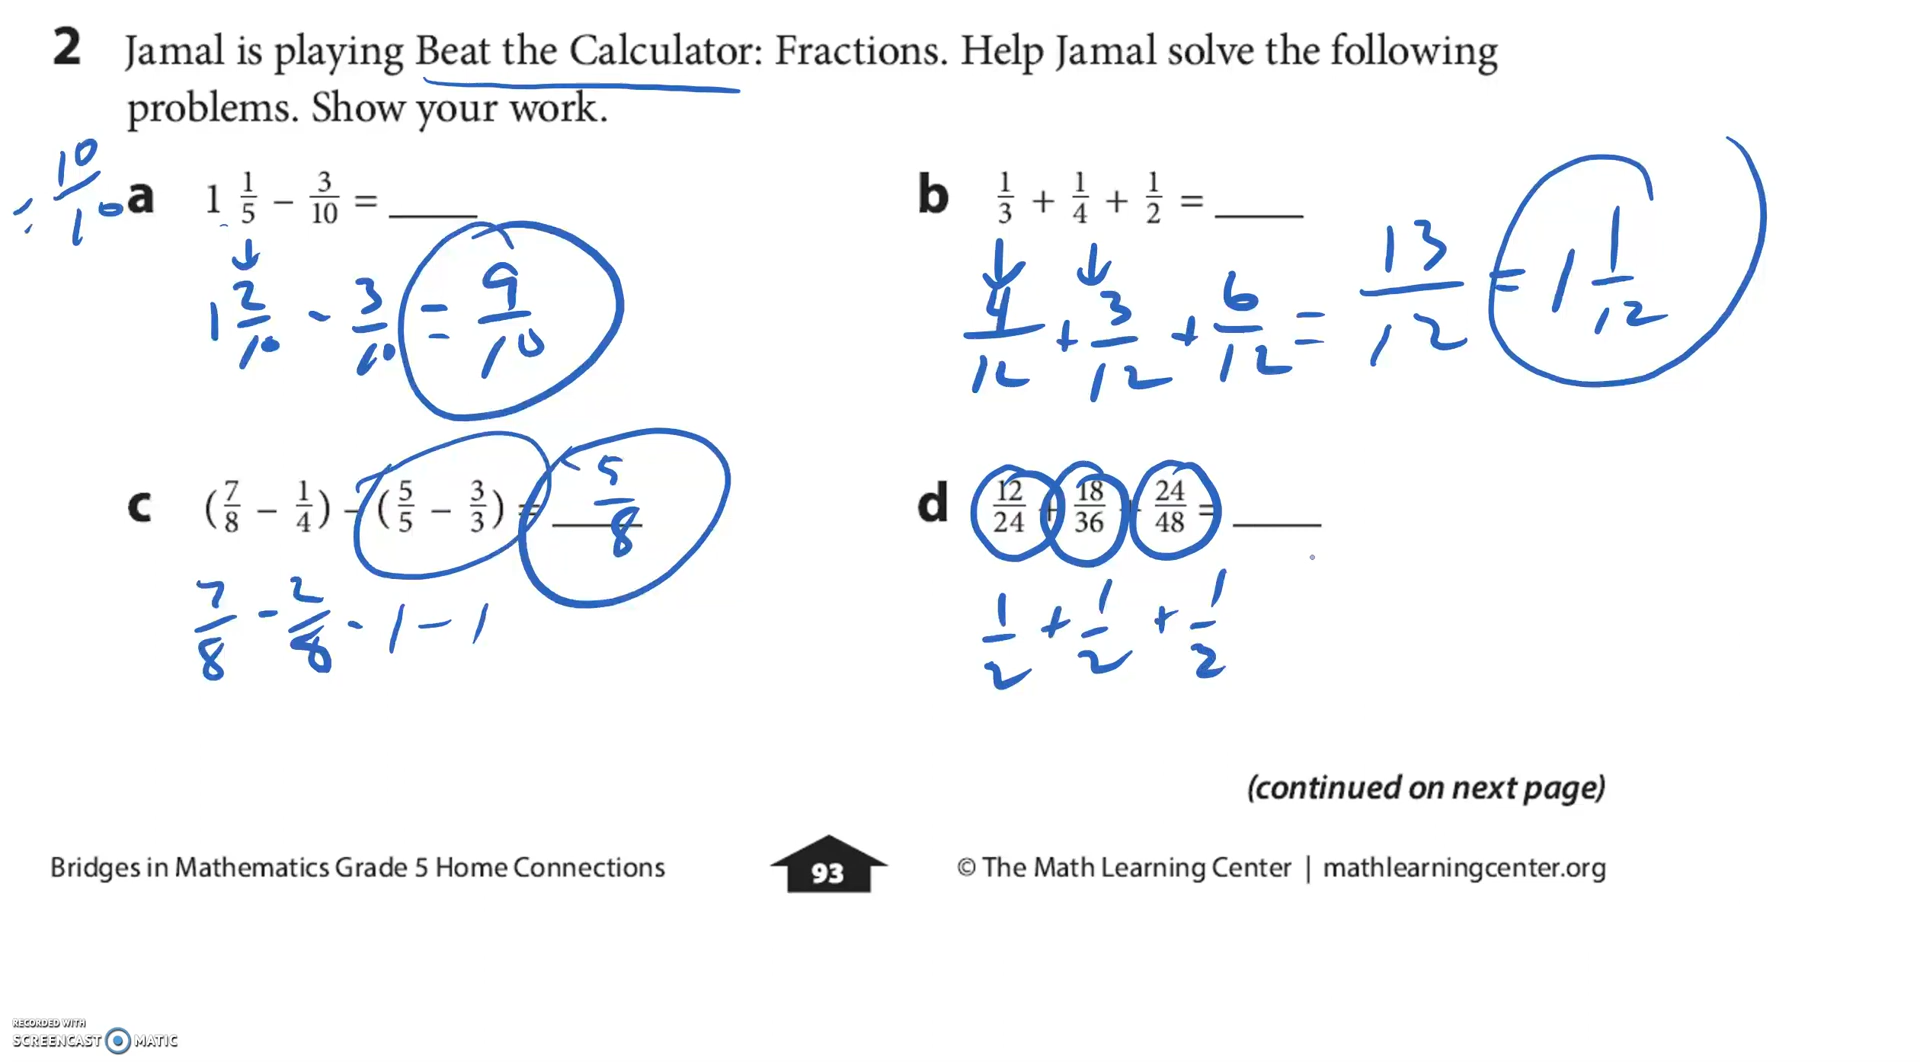 2 Jamal is playing Beat the Calculator: Fractions. Help Jamal solve the following
problems. Show your work.
÷ 10/10
a 1 1/5 − 3/10 = ____
1 2/10 - 3/10 = 9/10
b 1/3 + 1/4 + 1/2 = ____
4/12 + 3/12 + 6/12 = 13/12 = 1 1/12
c (7/8 − 1/4) − (5/5 − 3/3) = 5/8
7/8 - 2/8 - 1 - 1
d 12/24 + 18/36 + 24/48 = ____
1/2 + 1/2 + 1/2
(continued on next page)
Bridges in Mathematics Grade 5 Home Connections
93
© The Math Learning Center | mathlearningcenter.org
RECORDED WITH
SCREENCAST MATIC